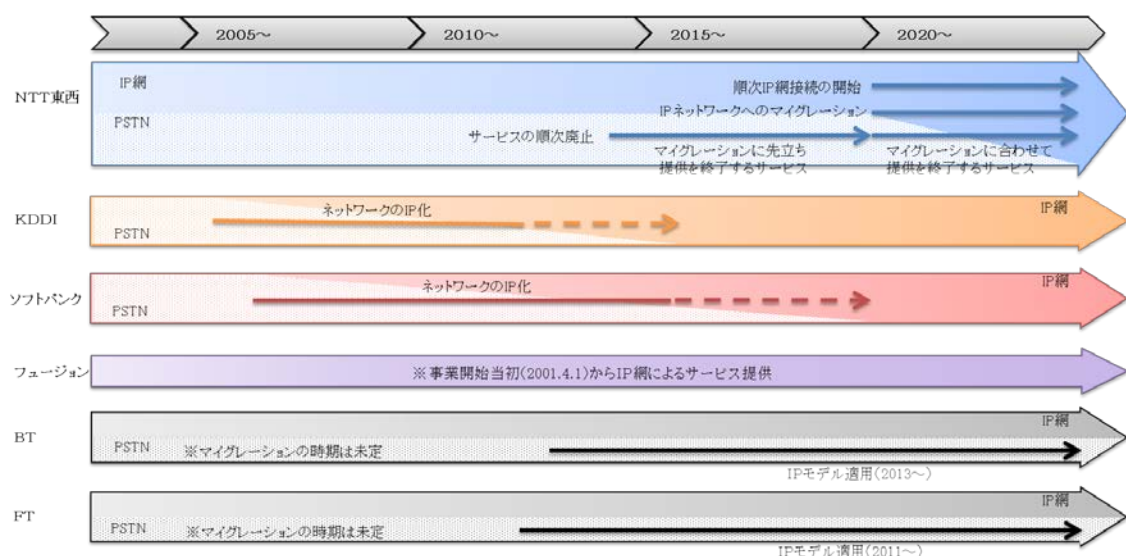 2005～ 2010～ 2015～ 2020～
NTT東西
IP網
PSTN
順次IP網接続の開始
IPネットワークへのマイグレーション
サービスの順次廃止
マイグレーションに先立ち
提供を終了するサービス
マイグレーションに合わせて
提供を終了するサービス
KDDI
PSTN
ネットワークのIP化
IP網
ソフトバンク
PSTN
ネットワークのIP化
IP網
フュージョン
※事業開始当初(2001.4.1)からIP網によるサービス提供
BT
PSTN
※マイグレーションの時期は未定
IP網
IPモデル適用(2013～)
FT
PSTN
※マイグレーションの時期は未定
IP網
IPモデル適用(2011～)